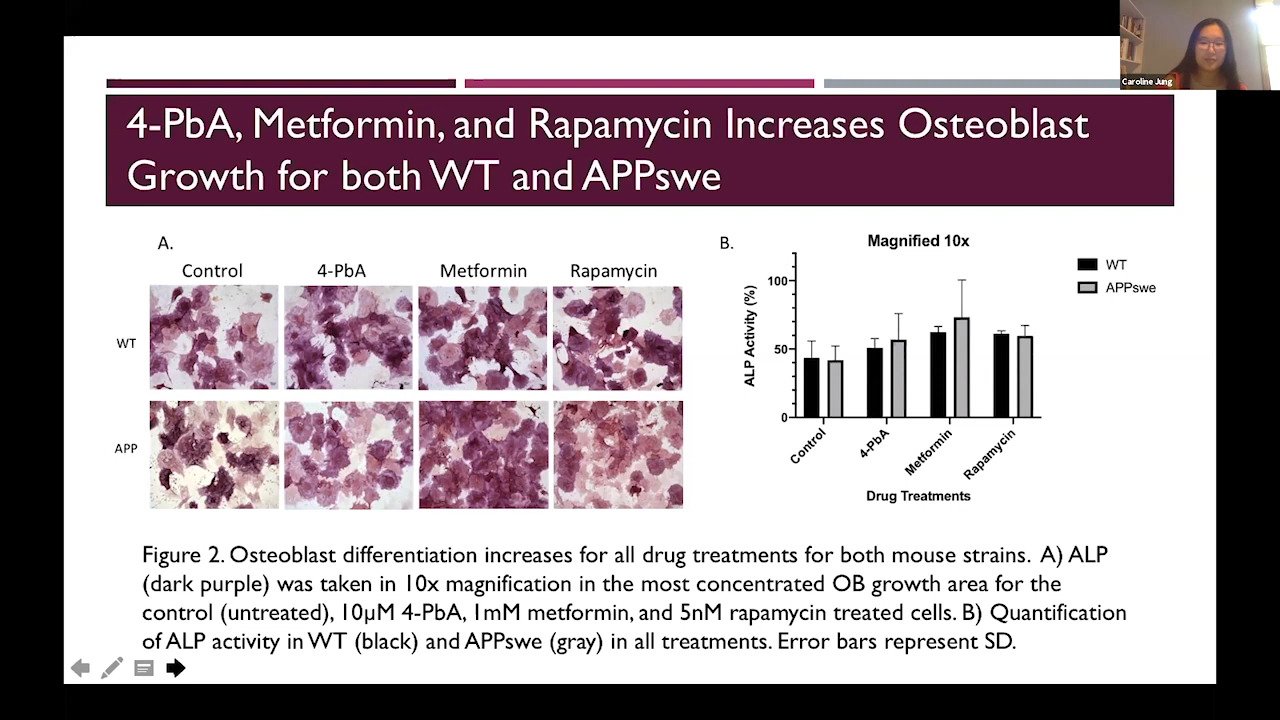 Caroline Jung
4-PbA, Metformin, and Rapamycin Increases Osteoblast
Growth for both WT and APPswe
A.
Control 4-PbA Metformin Rapamycin
WT
APP
B.
Magnified 10x
ALP Activity (%)
100
50
0
Control
4-PbA
Metformin
Rapamycin
Drug Treatments
WT
APPswe
Figure 2. Osteoblast differentiation increases for all drug treatments for both mouse strains. A) ALP
(dark purple) was taken in 10x magnification in the most concentrated OB growth area for the
control (untreated), 10μM 4-PbA, 1mM metformin, and 5nM rapamycin treated cells. B) Quantification
of ALP activity in WT (black) and APPswe (gray) in all treatments. Error bars represent SD.